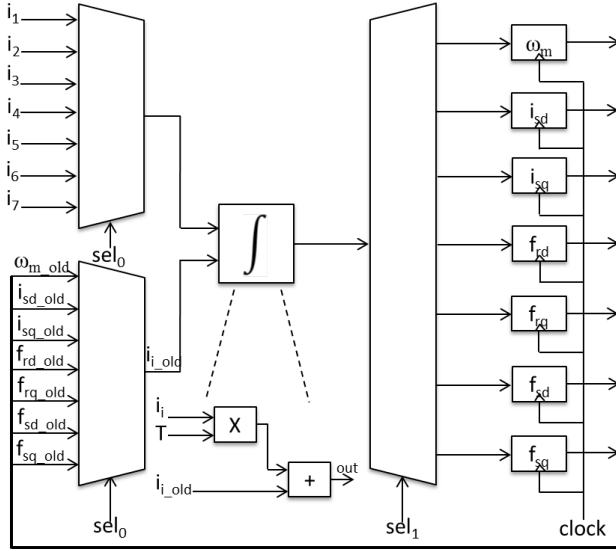 i1
i2
i3
i4
i5
i6
i7
sel0
ωm_old
isd_old
isq_old
frd_old
frq_old
fsd_old
fsq_old
sel0
ii_old
∫
ii
T
X
ii_old
+
out
sel1
ωm
isd
isq
frd
frq
fsd
fsq
clock